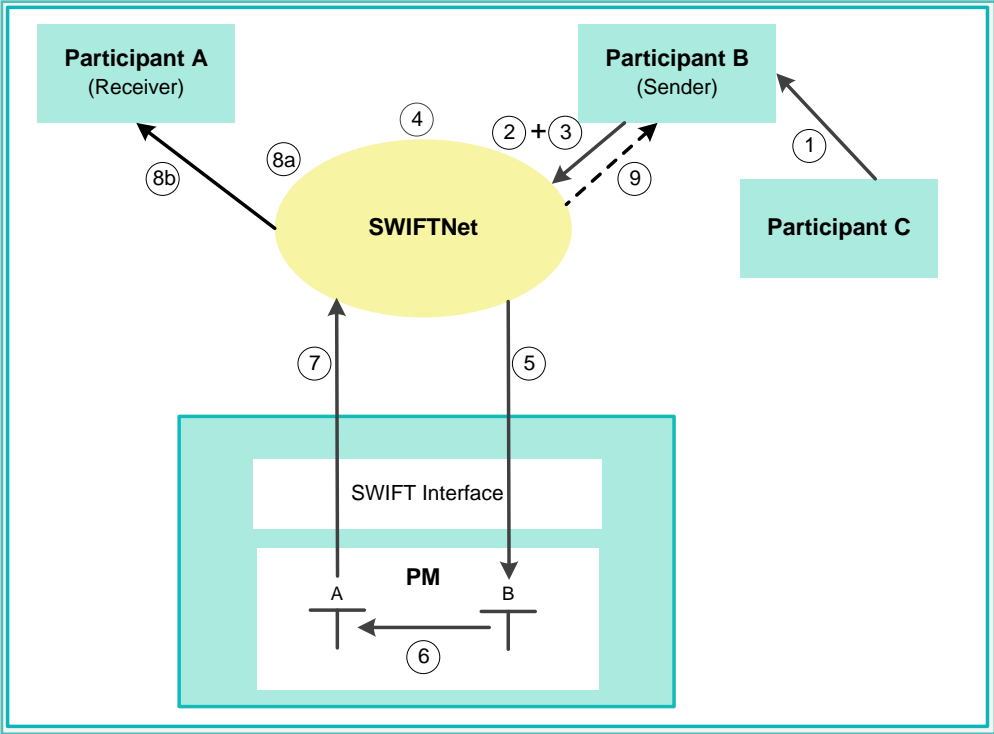 Participant A
(Receiver)
Participant B
(Sender)
4
2 + 3
1
8a
8b
9
Participant C
SWIFTNet
7
5
SWIFT Interface
PM
A
B
6